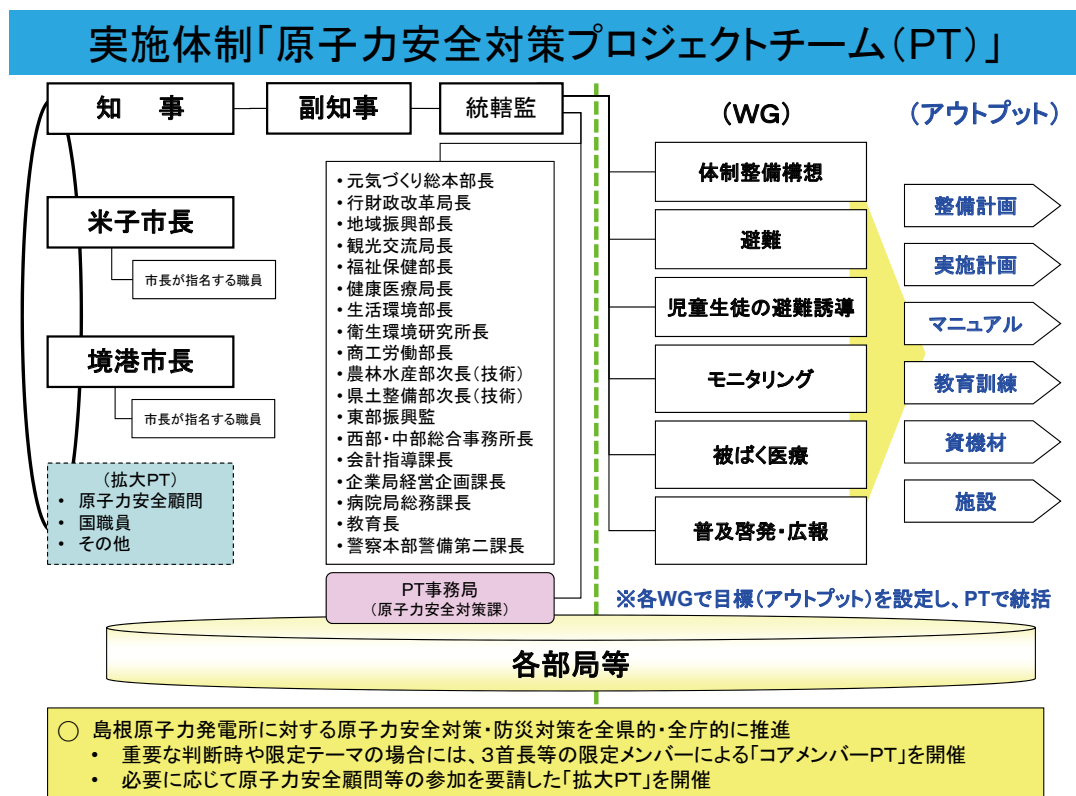 実施体制「原子力安全対策プロジェクトチーム(PT)」
知　事
副知事
統轄監
米子市長
市長が指名する職員
境港市長
市長が指名する職員
(拡大PT)
• 原子力安全顧問
• 国職員
• その他
•元気づくり総本部長
•行財政改革局長
•地域振興部長
•観光交流局長
•福祉保健部長
•健康医療局長
•生活環境部長
•衛生環境研究所長
•商工労働部長
•農林水産部次長(技術)
•県土整備部次長(技術)
•東部振興監
•西部・中部総合事務所長
•会計指導課長
•企業局経営企画課長
•病院局総務課長
•教育長
•警察本部警備第二課長
PT事務局
(原子力安全対策課)
(WG)
体制整備構想
避難
児童生徒の避難誘導
モニタリング
被ばく医療
普及啓発・広報
(アウトプット)
整備計画
実施計画
マニュアル
教育訓練
資機材
施設
※各WGで目標(アウトプット)を設定し、PTで統括
各部局等
○ 島根原子力発電所に対する原子力安全対策・防災対策を全県的・全庁的に推進
• 重要な判断時や限定テーマの場合には、3首長等の限定メンバーによる「コアメンバーPT」を開催
• 必要に応じて原子力安全顧問等の参加を要請した「拡大PT」を開催